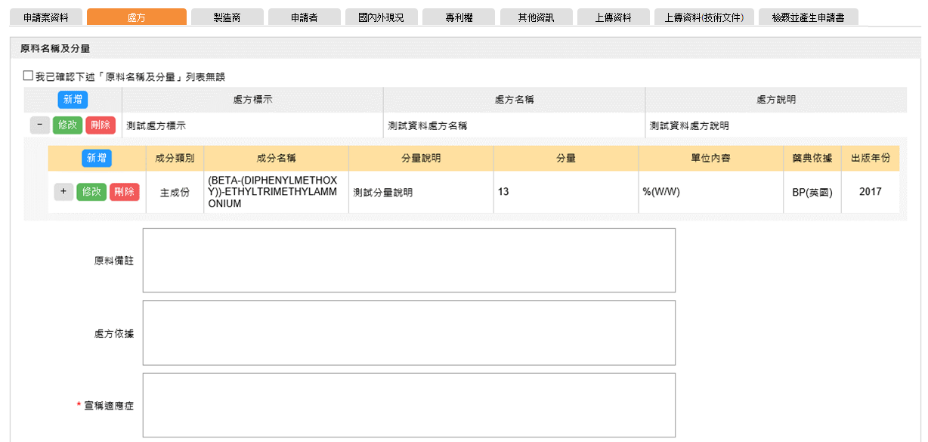 申請案資料 處方 製造商 申請者 國內外現況 專利權 其他資訊 上傳資料 上傳資料(技術文件) 檢覈並產生申請書
原料名稱及分量
我已確認下述「原料名稱及分量」列表無誤
新增 處方標示 處方名稱 處方說明
- 修改 刪除 測試處方標示 測試資料處方名稱 測試資料處方說明
新增 成分類別 成分名稱 分量說明 分量 單位內容 藥典依據 出版年份
+ 修改 刪除 主成份 (BETA-(DIPHENYLMETHOX 測試分量說明 13 %(W/W) BP(英國) 2017
Y))-ETHYLTRIMETHYLAMM
ONIUM
原料備註
處方依據
* 宣稱適應症